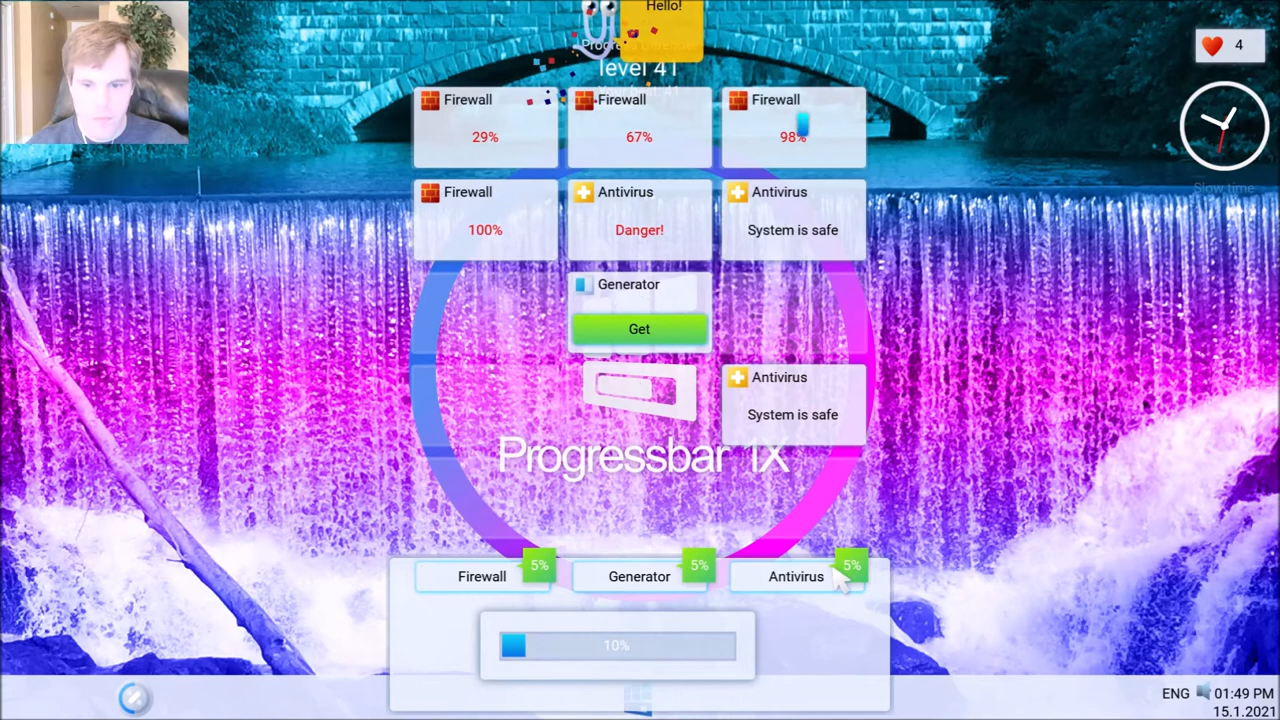 Hello!
level 41
4
Firewall
Firewall
Firewall
29%
67%
98%
Slow time
Firewall
Antivirus
Antivirus
100%
Danger!
System is safe
Generator
Get
Antivirus
System is safe
Progressbar 1X
Firewall
5%
Generator
5%
Antivirus
5%
10%
ENG
01:49 PM
15.1.2021